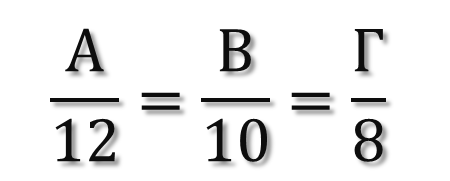 Α/12 = Β/10 = Γ/8